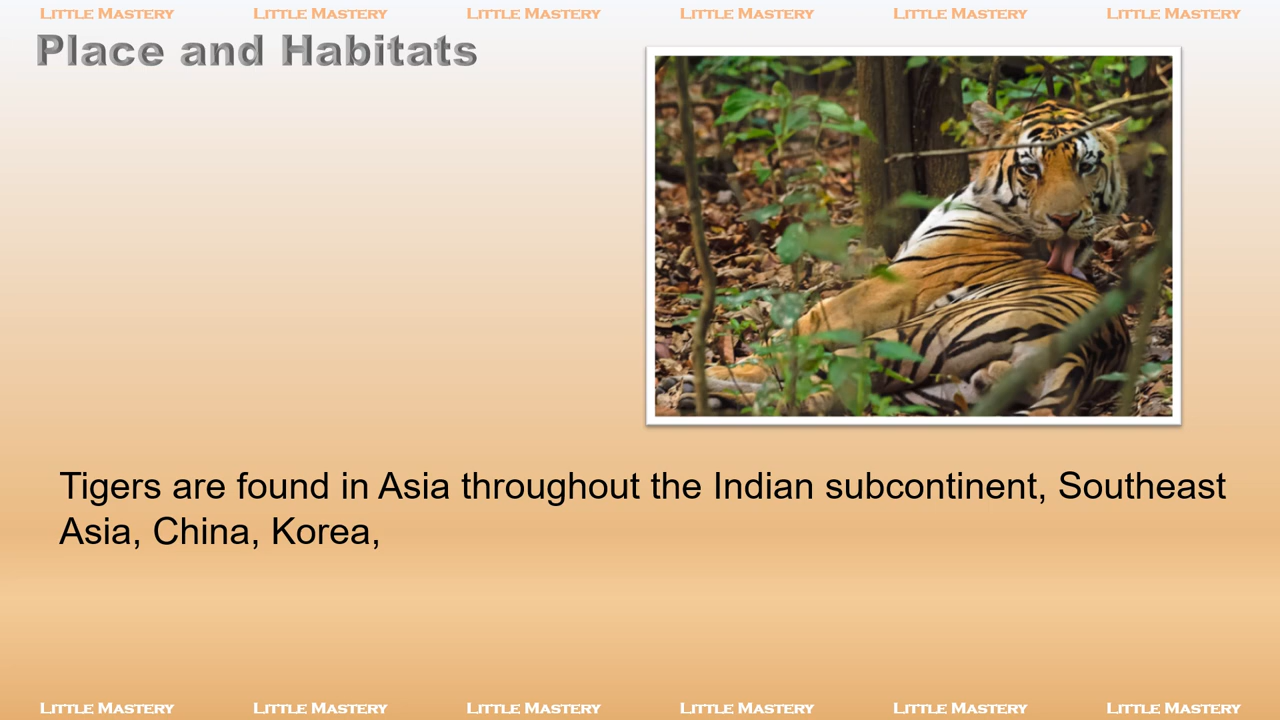 Little Mastery Little Mastery Little Mastery Little Mastery Little Mastery Little Mastery
Place and Habitats
Tigers are found in Asia throughout the Indian subcontinent, Southeast
Asia, China, Korea,
Little Mastery Little Mastery Little Mastery Little Mastery Little Mastery Little Mastery